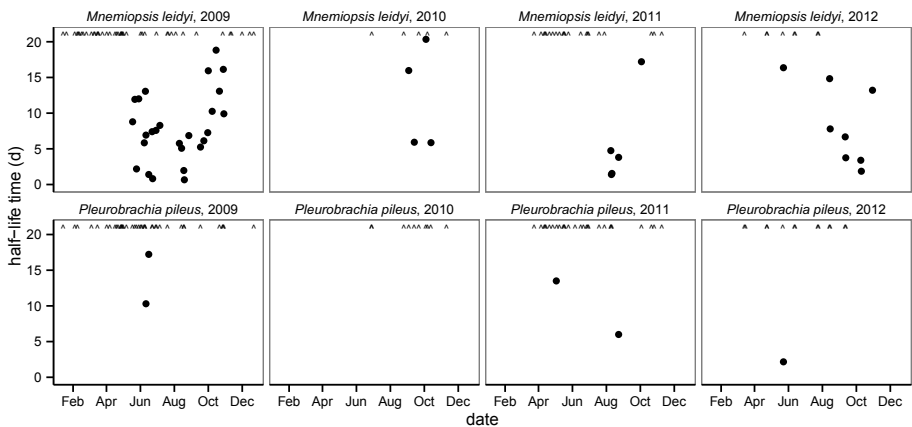 Mnemiopsis leidyi, 2009 Mnemiopsis leidyi, 2010 Mnemiopsis leidyi, 2011 Mnemiopsis leidyi, 2012
20
15
10
5
0
Pleurobrachia pileus, 2009 Pleurobrachia pileus, 2010 Pleurobrachia pileus, 2011 Pleurobrachia pileus, 2012
20
15
10
5
0
half−life time (d)
Feb Apr Jun Aug Oct Dec Feb Apr Jun Aug Oct Dec Feb Apr Jun Aug Oct Dec Feb Apr Jun Aug Oct Dec
date